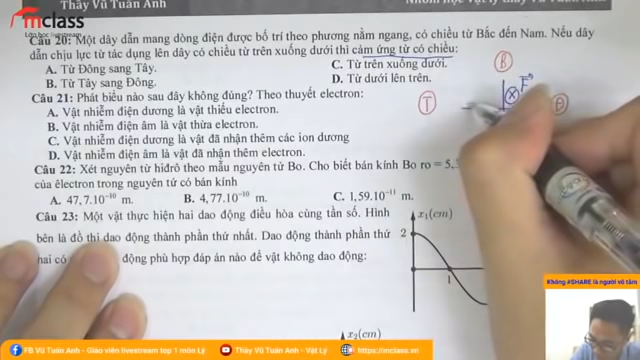 Thầy Vũ Tuấn Anh
mclass
Lớp học livestream
Câu 20: Một dây dẫn mang dòng điện được bố trí theo phương nằm ngang, có chiều từ Bắc đến Nam. Nếu dây
dẫn chịu lực từ tác dụng lên dây có chiều từ trên xuống dưới thì cảm ứng từ có chiều:
A. Từ Đông sang Tây.
C. Từ trên xuống dưới.
B. Từ Tây sang Đông.
D. Từ dưới lên trên.
B
F
T
Đ
Câu 21: Phát biểu nào sau đây không đúng? Theo thuyết electron:
A. Vật nhiễm điện dương là vật thiếu electron.
B. Vật nhiễm điện âm là vật thừa electron.
C. Vật nhiễm điện dương là vật đã nhận thêm các ion dương
D. Vật nhiễm điện âm là vật đã nhận thêm electron.
Câu 22: Xét nguyên tử hiđrô theo mẫu nguyên tử Bo. Cho biết bán kính Bo ro = 5,3
của êlectron trong nguyên tử có bán kính
A. 47,7.10⁻¹⁰ m.
B. 4,77.10⁻¹⁰ m.
C. 1,59.10⁻¹¹ m.
Câu 23: Một vật thực hiện hai dao động điều hòa cùng tần số. Hình
bên là đồ thị dao động thành phần thứ nhất. Dao động thành phần thứ
hai có động phù hợp đáp án nào để vật không dao động:
x₁(cm)
2
1
x₂(cm)
Không #SHARE là người vô tâm
FB Vũ Tuấn Anh - Giáo viên livestream top 1 môn Lý
Thầy Vũ Tuấn Anh - Vật Lý
https://mclass.vn